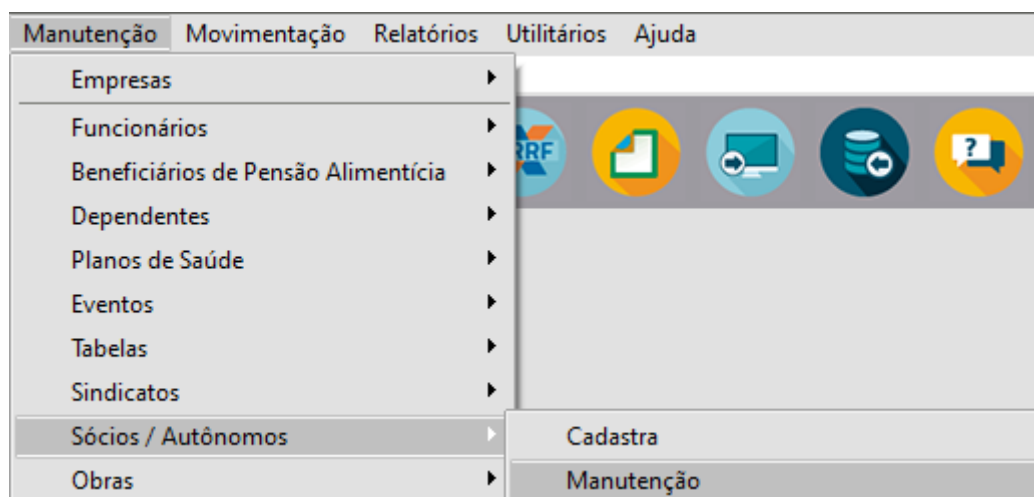 Manutenção Movimentação Relatórios Utilitários Ajuda
Empresas
Funcionários
RRF
?
Beneficiários de Pensão Alimentícia
Dependentes
Planos de Saúde
Eventos
Tabelas
Sindicatos
Sócios / Autônomos
Cadastra
Obras
Manutenção